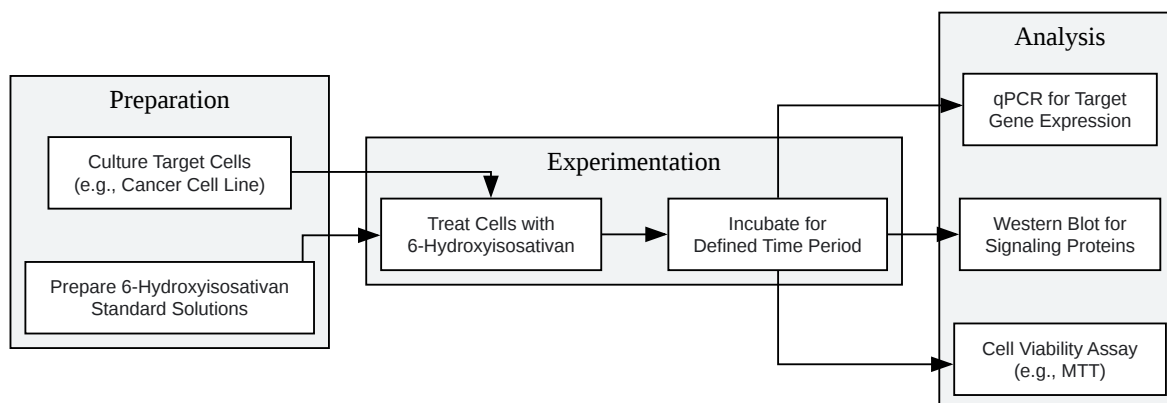 Preparation
Culture Target Cells
(e.g., Cancer Cell Line)
Prepare 6-Hydroxyisosativan
Standard Solutions
Experimentation
Treat Cells with
6-Hydroxyisosativan
Incubate for
Defined Time Period
Analysis
qPCR for Target
Gene Expression
Western Blot for
Signaling Proteins
Cell Viability Assay
(e.g., MTT)